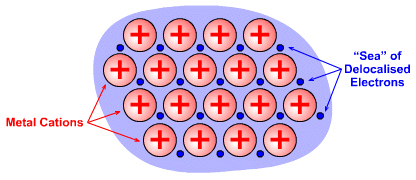 “Sea” of
Delocalised
Electrons
Metal Cations
+ + + +
+ + + + +
+ + + + +
+ + + +